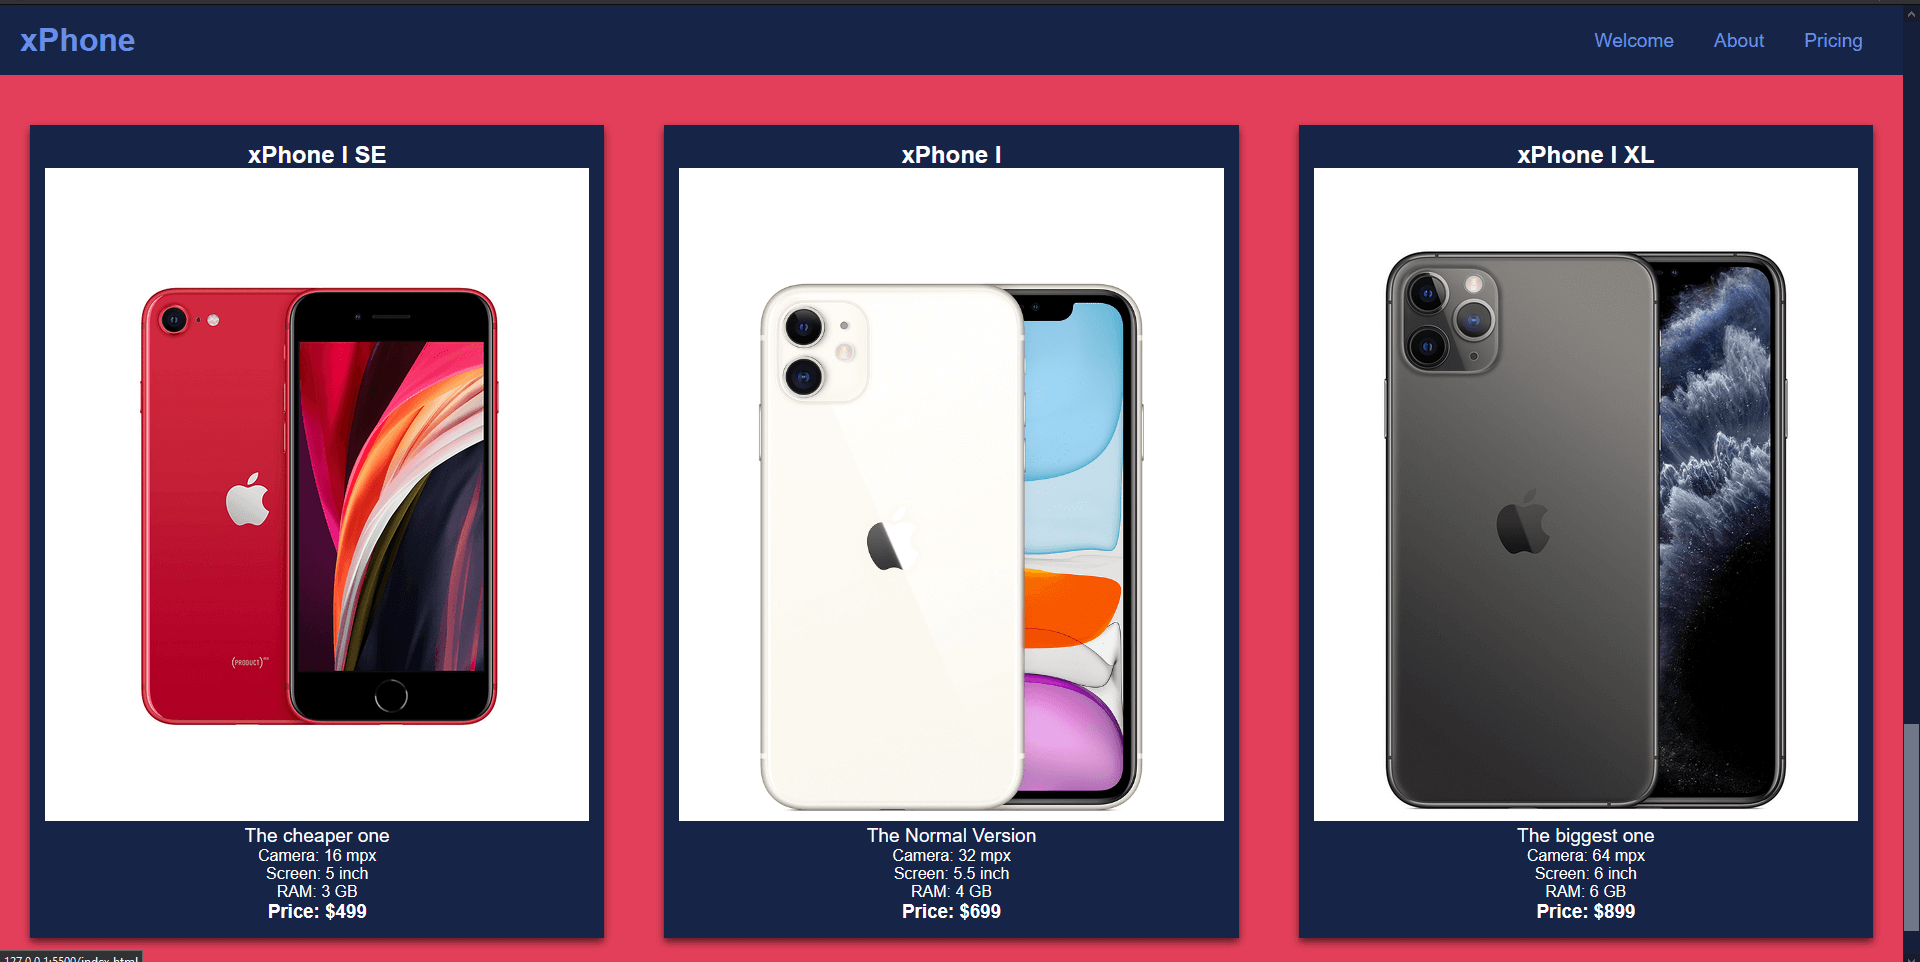 xPhone
Welcome About Pricing
xPhone I SE
(PRODUCT)
The cheaper one
Camera: 16 mpx
Screen: 5 inch
RAM: 3 GB
Price: $499
xPhone I
The Normal Version
Camera: 32 mpx
Screen: 5.5 inch
RAM: 4 GB
Price: $699
xPhone I XL
The biggest one
Camera: 64 mpx
Screen: 6 inch
RAM: 6 GB
Price: $899
127.0.0.1:5500/index.html